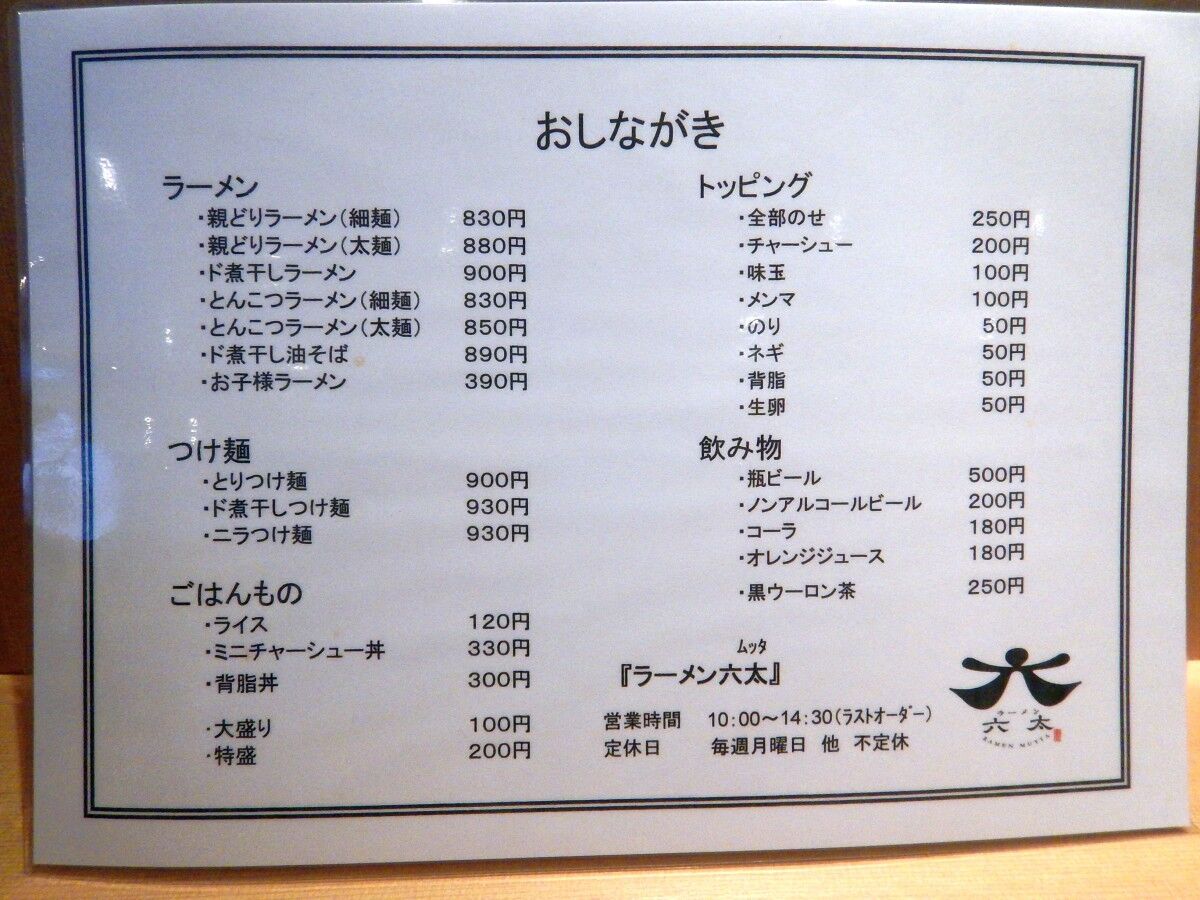 おしながき
ラーメン
・親どりラーメン（細麺） 830円
・親どりラーメン（太麺） 880円
・ド煮干しラーメン 900円
・とんこつラーメン（細麺） 830円
・とんこつラーメン（太麺） 850円
・ド煮干し油そば 890円
・お子様ラーメン 390円
つけ麺
・とりつけ麺 900円
・ド煮干しつけ麺 930円
・ニラつけ麺 930円
ごはんもの
・ライス 120円
・ミニチャーシュー丼 330円
・背脂丼 300円
・大盛り 100円
・特盛 200円
トッピング
・全部のせ 250円
・チャーシュー 200円
・味玉 100円
・メンマ 100円
・のり 50円
・ネギ 50円
・背脂 50円
・生卵 50円
飲み物
・瓶ビール 500円
・ノンアルコールビール 200円
・コーラ 180円
・オレンジジュース 180円
・黒ウーロン茶 250円
ムッタ
『ラーメン六太』
営業時間 10:00～14:30（ラストオーダー）
定休日 毎週月曜日 他 不定休
六
ラーメン
六太
RAMEN MUTTA